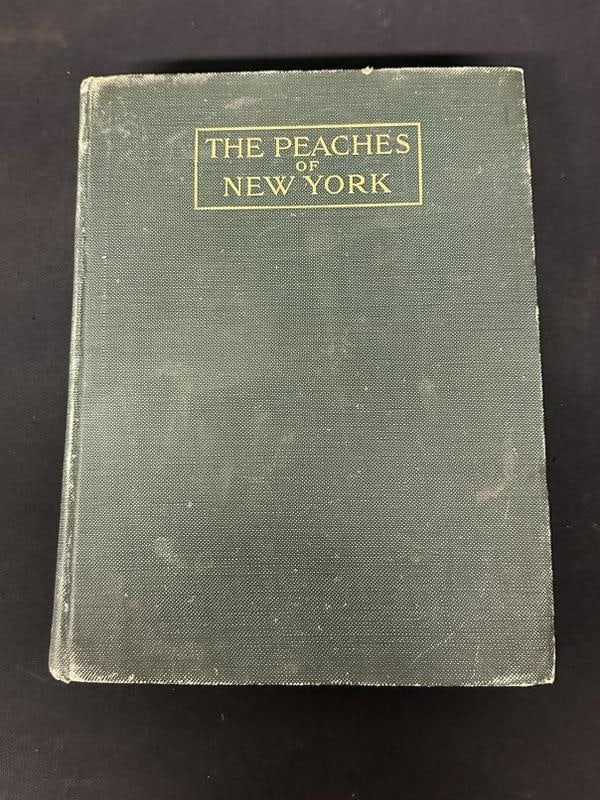 THE PEACHES
OF
NEW YORK